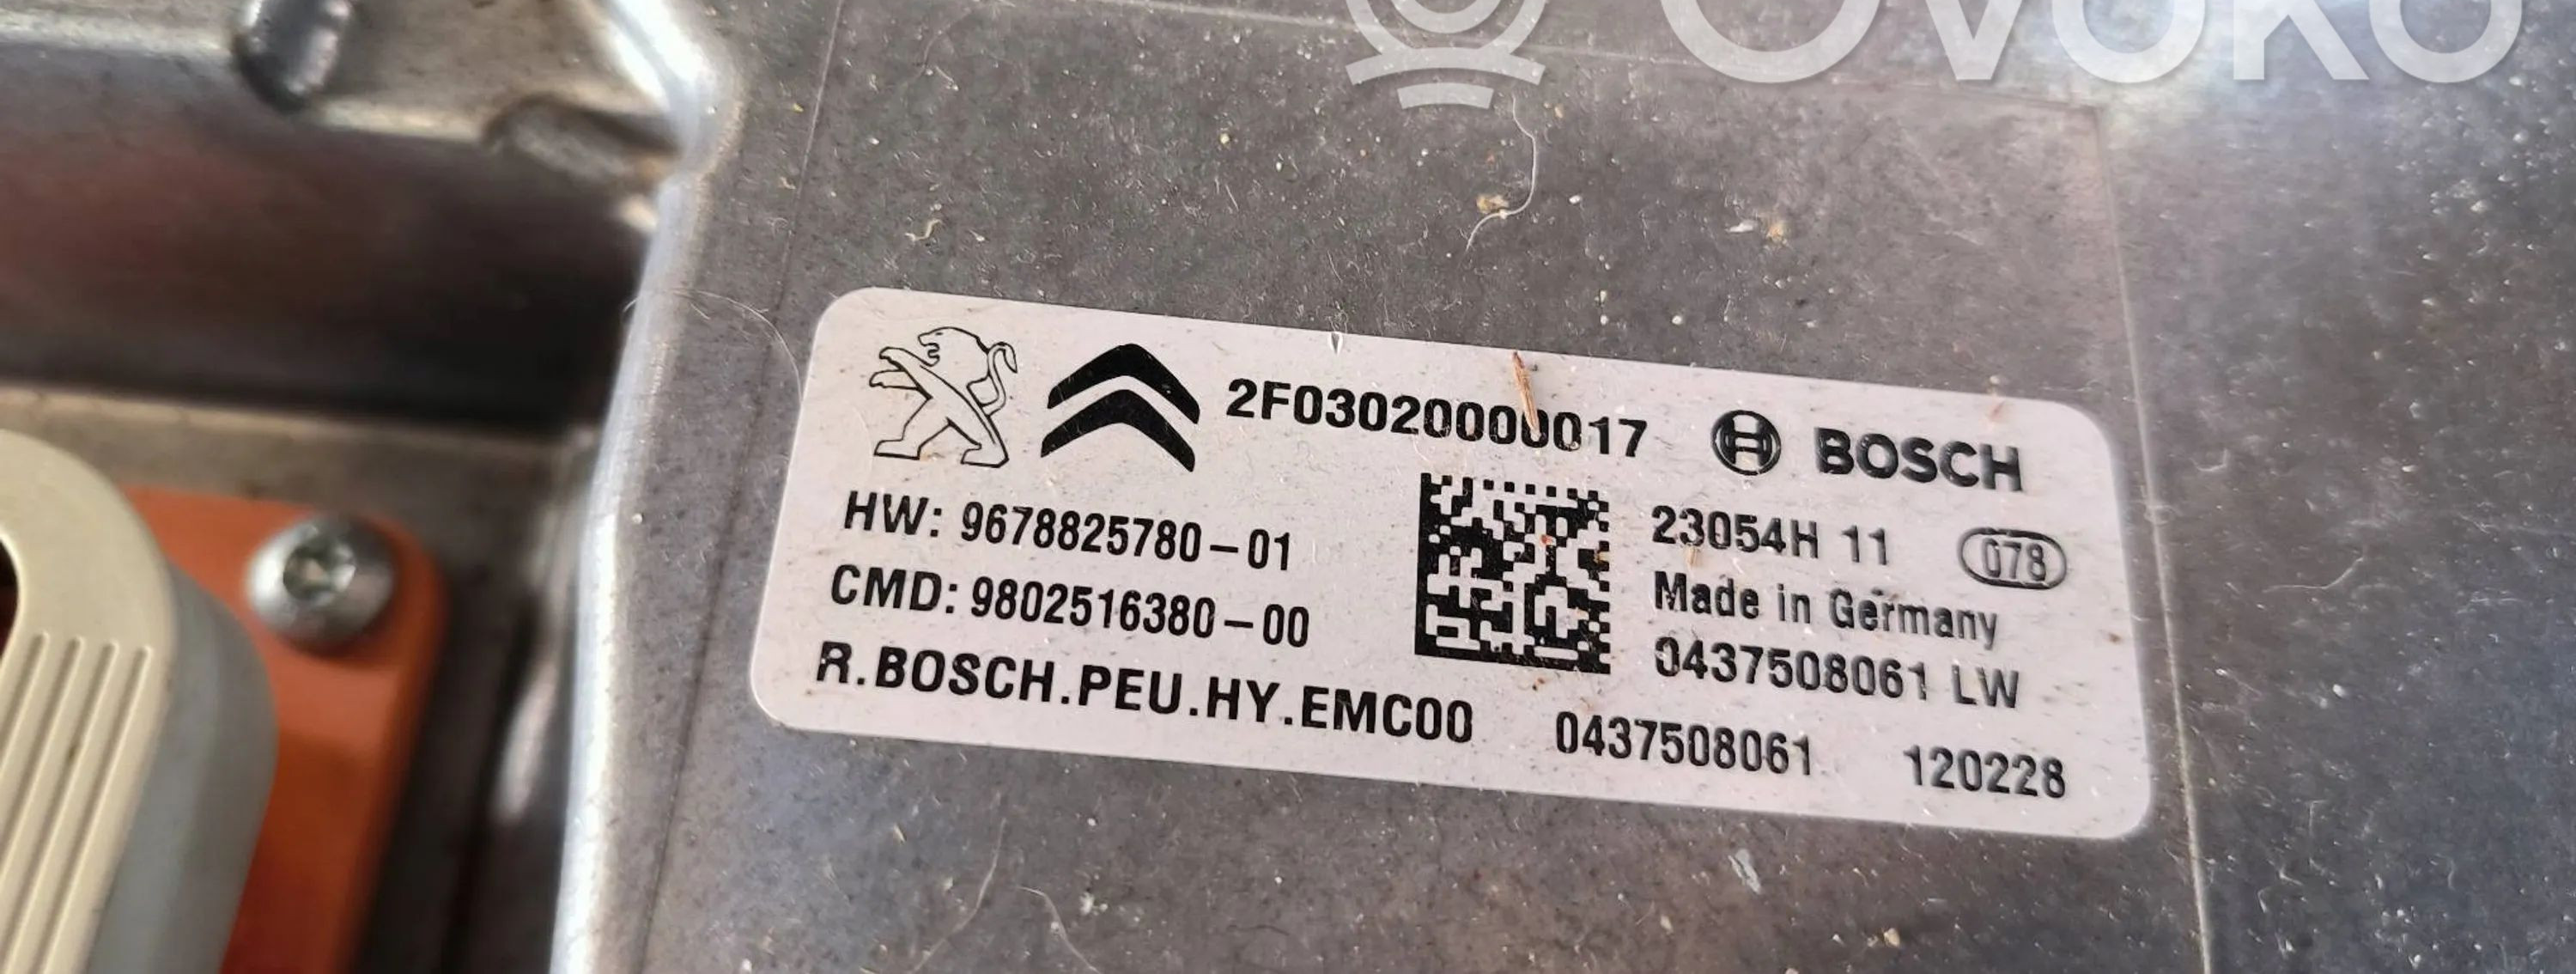 OVOKO
2F03020000017 BOSCH
HW: 9678825780-01
CMD: 9802516380-00
R.BOSCH.PEU.HY.EMC00
23054H 11 078
Made in Germany
0437508061 LW
0437508061 120228